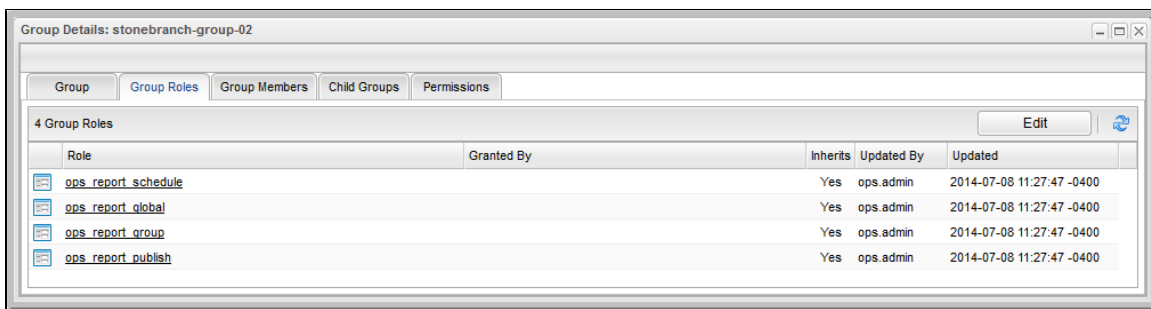 Group Details: stonebranch-group-02
Group Group Roles Group Members Child Groups Permissions
4 Group Roles Edit
Role Granted By Inherits Updated By Updated
ops_report_schedule Yes ops.admin 2014-07-08 11:27:47 -0400
ops_report_global Yes ops.admin 2014-07-08 11:27:47 -0400
ops_report_group Yes ops.admin 2014-07-08 11:27:47 -0400
ops_report_publish Yes ops.admin 2014-07-08 11:27:47 -0400